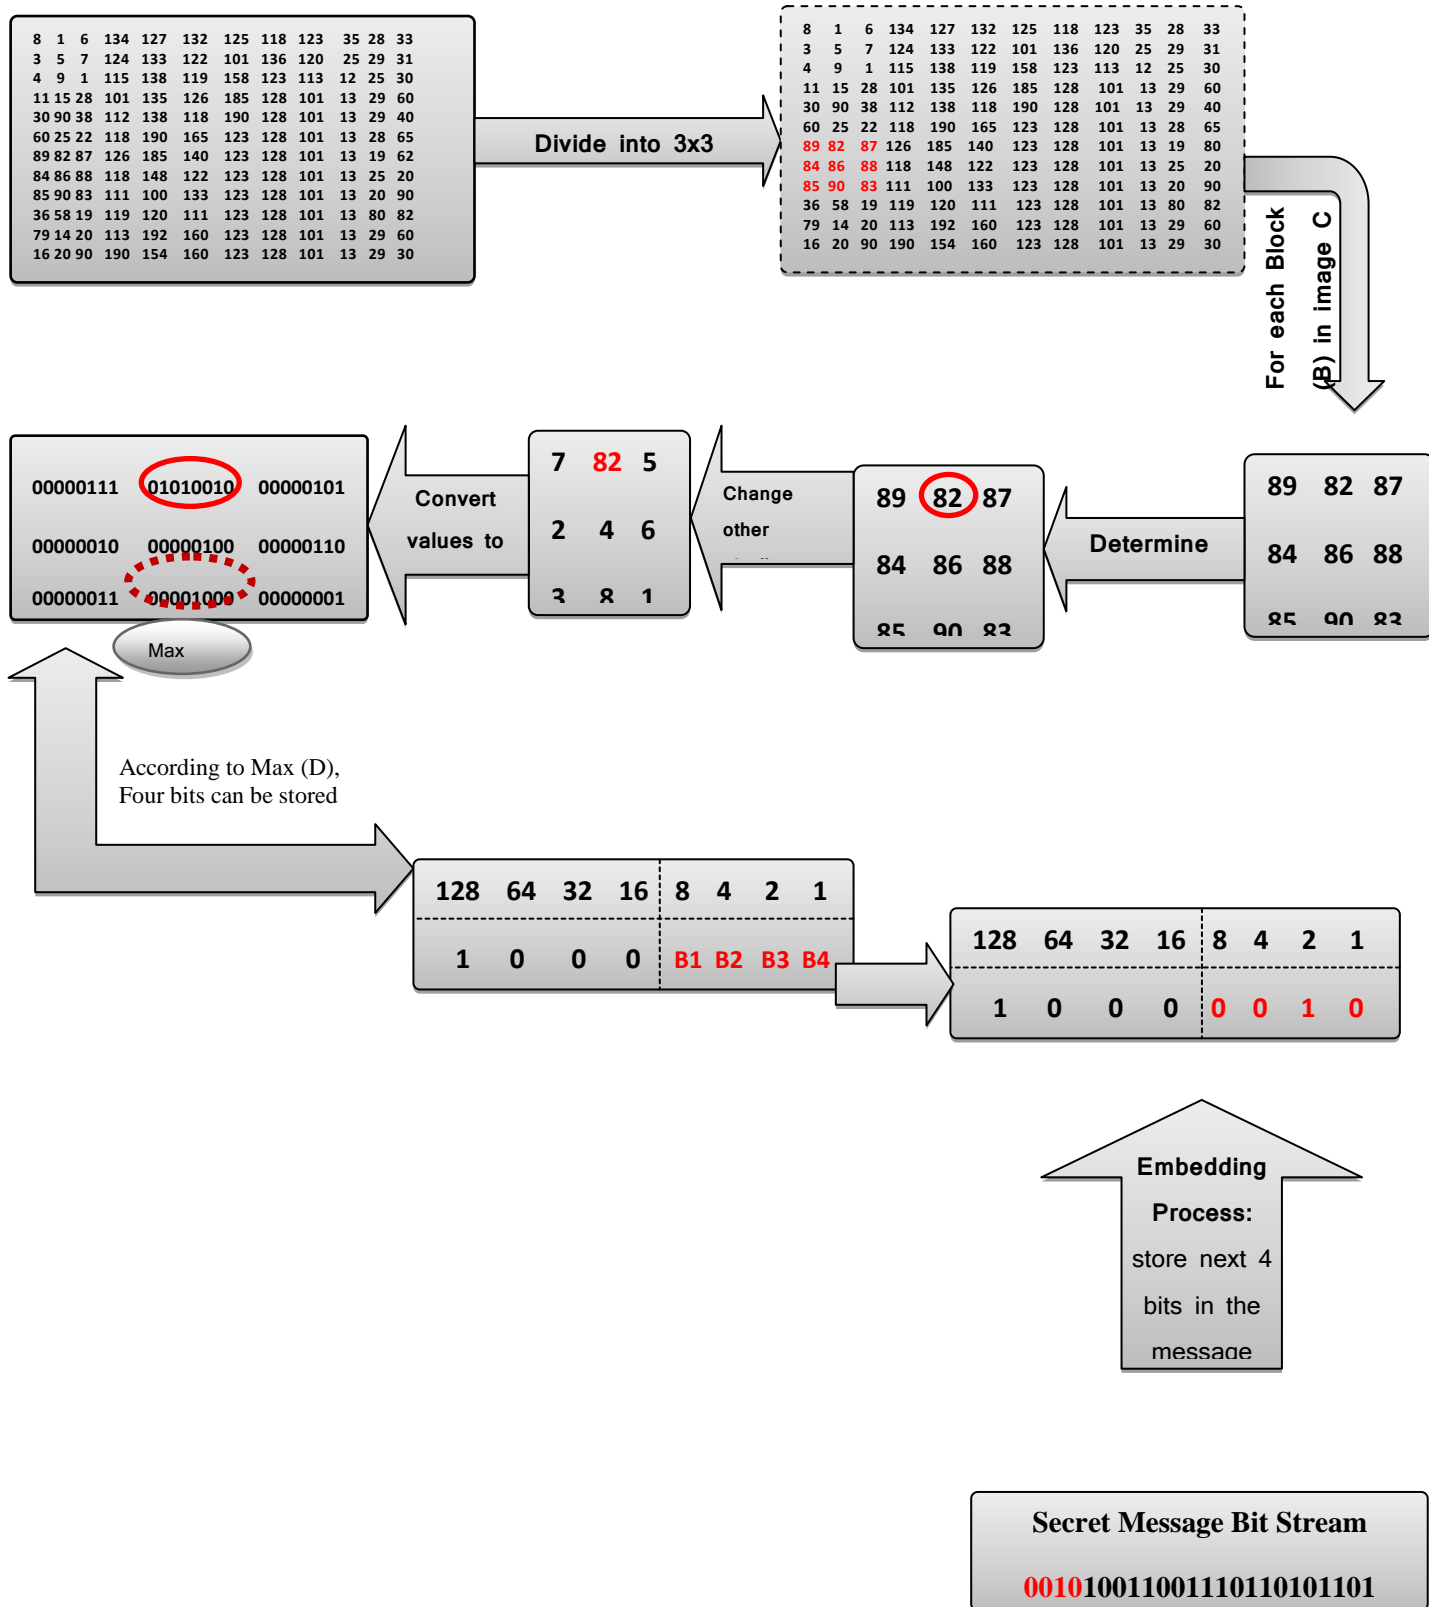 8 1 6 134 127 132 125 118 123 35 28 33
3 5 7 124 133 122 101 136 120 25 29 31
4 9 1 115 138 119 158 123 113 12 25 30
11 15 28 101 135 126 185 128 101 13 29 60
30 90 38 112 138 118 190 128 101 13 29 40
60 25 22 118 190 165 123 128 101 13 28 65
89 82 87 126 185 140 123 128 101 13 19 62
84 86 88 118 148 122 123 128 101 13 25 20
85 90 83 111 100 133 123 128 101 13 20 90
36 58 19 119 120 111 123 128 101 13 80 82
79 14 20 113 192 160 123 128 101 13 29 60
16 20 90 190 154 160 123 128 101 13 29 30
Divide into 3x3
8 1 6 134 127 132 125 118 123 35 28 33
3 5 7 124 133 122 101 136 120 25 29 31
4 9 1 115 138 119 158 123 113 12 25 30
11 15 28 101 135 126 185 128 101 13 29 60
30 90 38 112 138 118 190 128 101 13 29 40
60 25 22 118 190 165 123 128 101 13 28 65
89 82 87 126 185 140 123 128 101 13 19 80
84 86 88 118 148 122 123 128 101 13 25 20
85 90 83 111 100 133 123 128 101 13 20 90
36 58 19 119 120 111 123 128 101 13 80 82
79 14 20 113 192 160 123 128 101 13 29 60
16 20 90 190 154 160 123 128 101 13 29 30
For each Block
(B) in image C
89 82 87
84 86 88
85 90 83
Determine
89 82 87
84 86 88
85 90 83
Change
other
7 82 5
2 4 6
3 8 1
Convert
values to
00000111 01010010 00000101
00000010 00000100 00000110
00000011 00001000 00000001
Max
According to Max (D),
Four bits can be stored
128 64 32 16 8 4 2 1
1 0 0 0 B1 B2 B3 B4
128 64 32 16 8 4 2 1
1 0 0 0 0 0 1 0
Embedding
Process:
store next 4
bits in the
message
Secret Message Bit Stream
0010100110011101101011​01